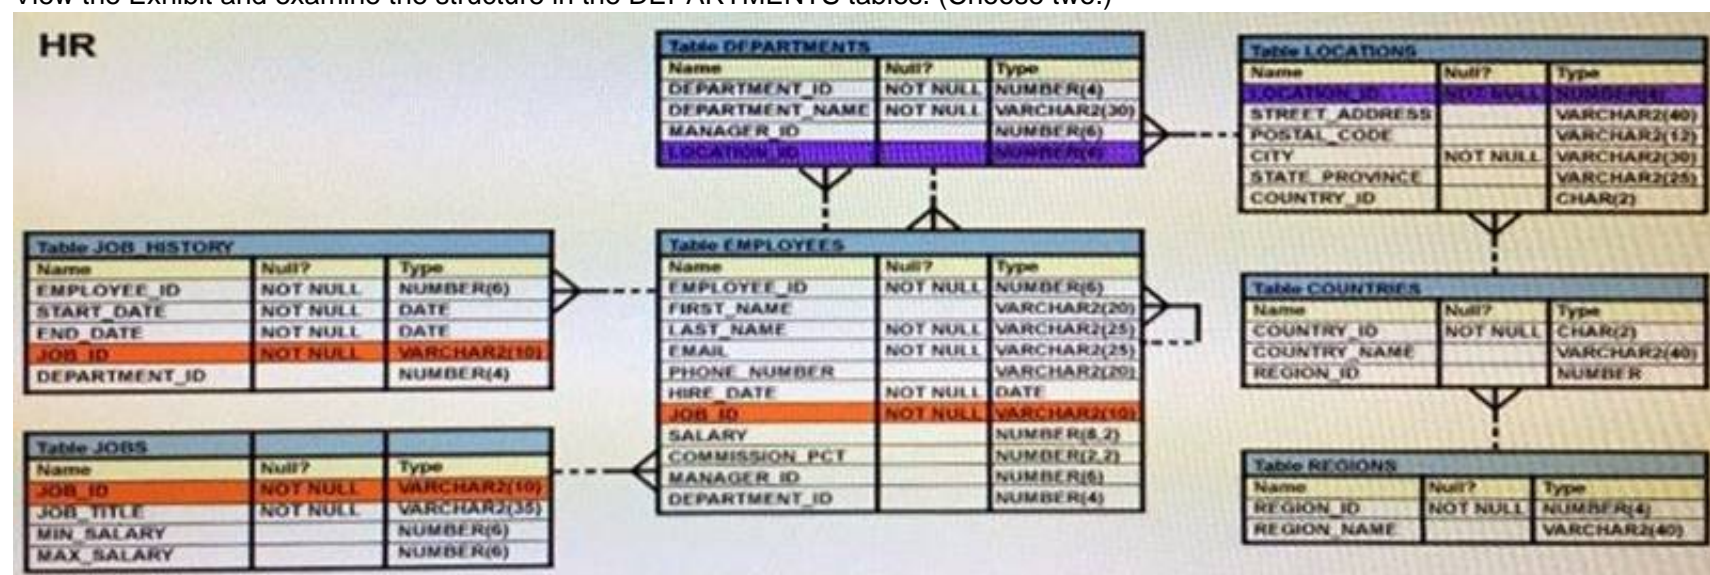 View the Exhibit and examine the structure in the DEPARTMENTS tables. (Choose two.)
HR
Table DEPARTMENTS
Name Null? Type
DEPARTMENT_ID NOT NULL NUMBER(4)
DEPARTMENT_NAME NOT NULL VARCHAR2(30)
MANAGER_ID NUMBER(6)
LOCATION_ID
Table LOCATIONS
Name Null? Type
LOCATION_ID NOT NULL
STREET_ADDRESS VARCHAR2(40)
POSTAL_CODE VARCHAR2(12)
CITY NOT NULL VARCHAR2(30)
STATE_PROVINCE VARCHAR2(25)
COUNTRY_ID CHAR(2)
Table JOB_HISTORY
Name Null? Type
EMPLOYEE_ID NOT NULL NUMBER(6)
START_DATE NOT NULL DATE
END_DATE NOT NULL DATE
JOB_ID NOT NULL VARCHAR2(10)
DEPARTMENT_ID NUMBER(4)
Table EMPLOYEES
Name Null? Type
EMPLOYEE_ID NOT NULL NUMBER(6)
FIRST_NAME VARCHAR2(20)
LAST_NAME NOT NULL VARCHAR2(25)
EMAIL NOT NULL VARCHAR2(25)
PHONE_NUMBER VARCHAR2(20)
HIRE_DATE NOT NULL DATE
JOB_ID NOT NULL VARCHAR2(10)
SALARY NUMBER(8,2)
COMMISSION_PCT NUMBER(2,2)
MANAGER_ID NUMBER(6)
DEPARTMENT_ID NUMBER(4)
Table COUNTRIES
Name Null? Type
COUNTRY_ID NOT NULL CHAR(2)
COUNTRY_NAME VARCHAR2(40)
REGION_ID NUMBER
Table JOBS
Name Null? Type
JOB_ID NOT NULL VARCHAR2(10)
JOB_TITLE NOT NULL VARCHAR2(35)
MIN_SALARY NUMBER(6)
MAX_SALARY NUMBER(6)
Table REGIONS
Name Null? Type
REGION_ID NOT NULL NUMBER(4)
REGION_NAME VARCHAR2(40)